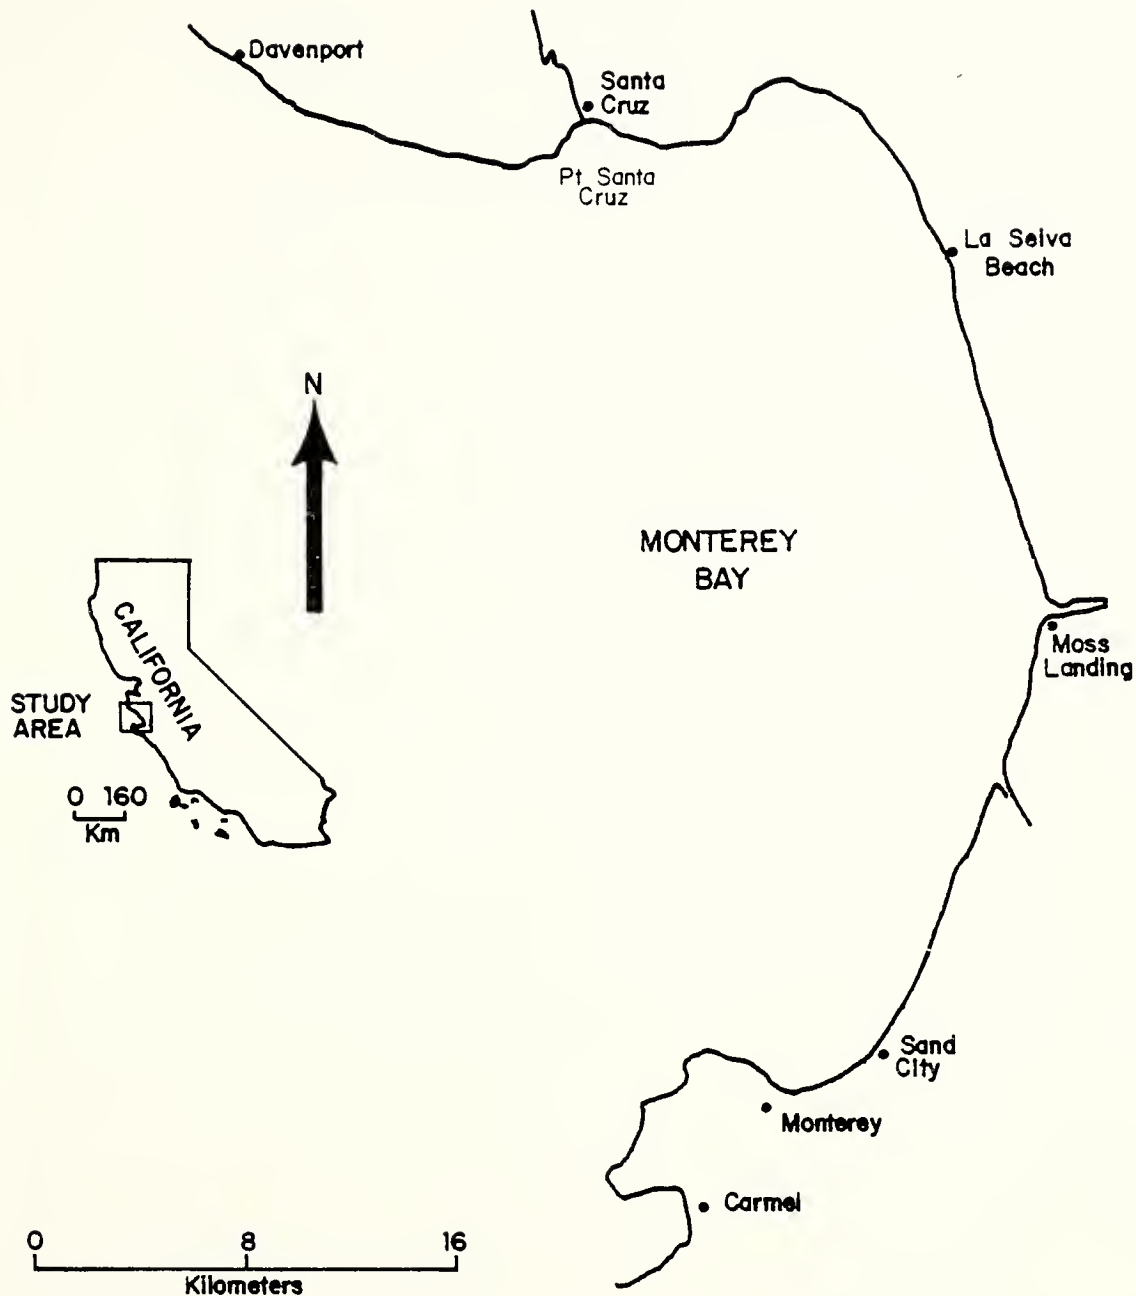 Davenport
Santa
Cruz
Pt. Santa
Cruz
La Selva
Beach
N
MONTEREY
BAY
CALIFORNIA
Moss
Landing
STUDY
AREA
0 160
Km
Sand
City
Monterey
Carmel
0 8 16
Kilometers